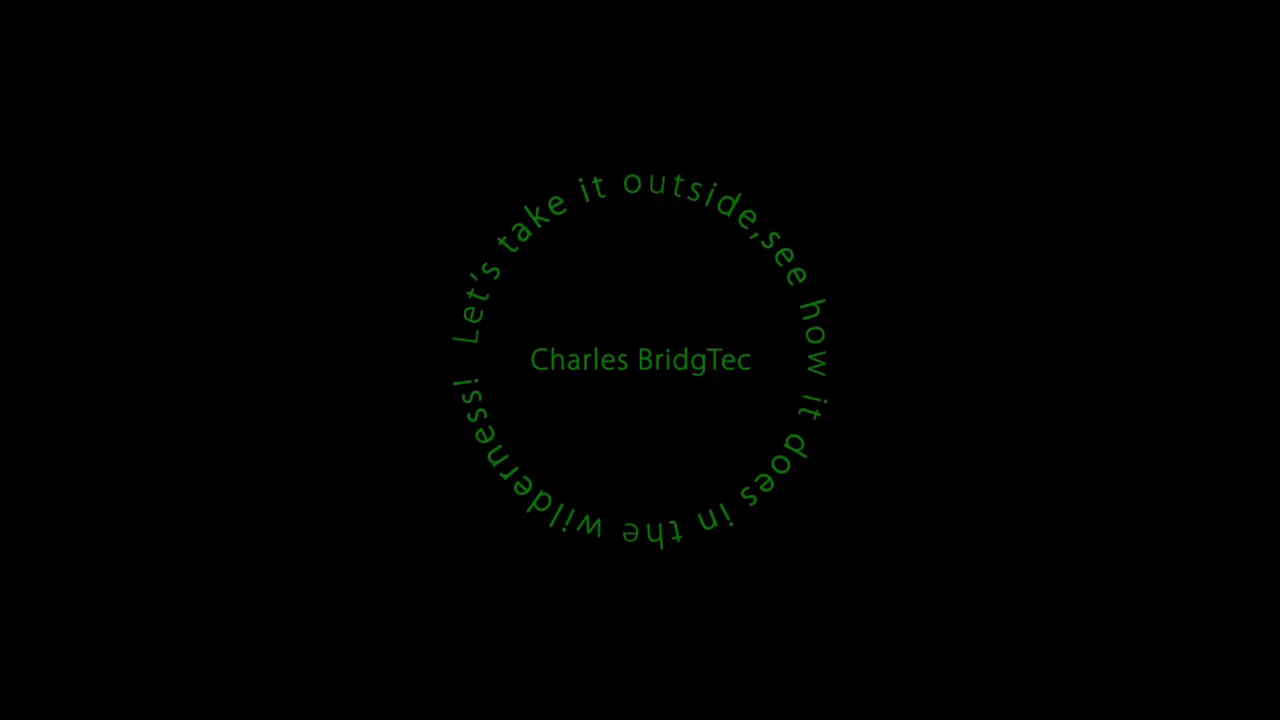 Let's take it outside,see how it does in the wilderness!
Charles BridgTec